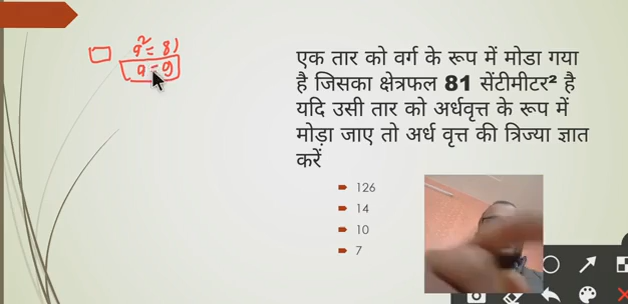 a² = 81
a = 9
एक तार को वर्ग के रूप में मोडा गया
है जिसका क्षेत्रफल 81 सेंटीमीटर² है
यदि उसी तार को अर्धवृत्त के रूप में
मोड़ा जाए तो अर्ध वृत्त की त्रिज्या ज्ञात
करें
126
14
10
7